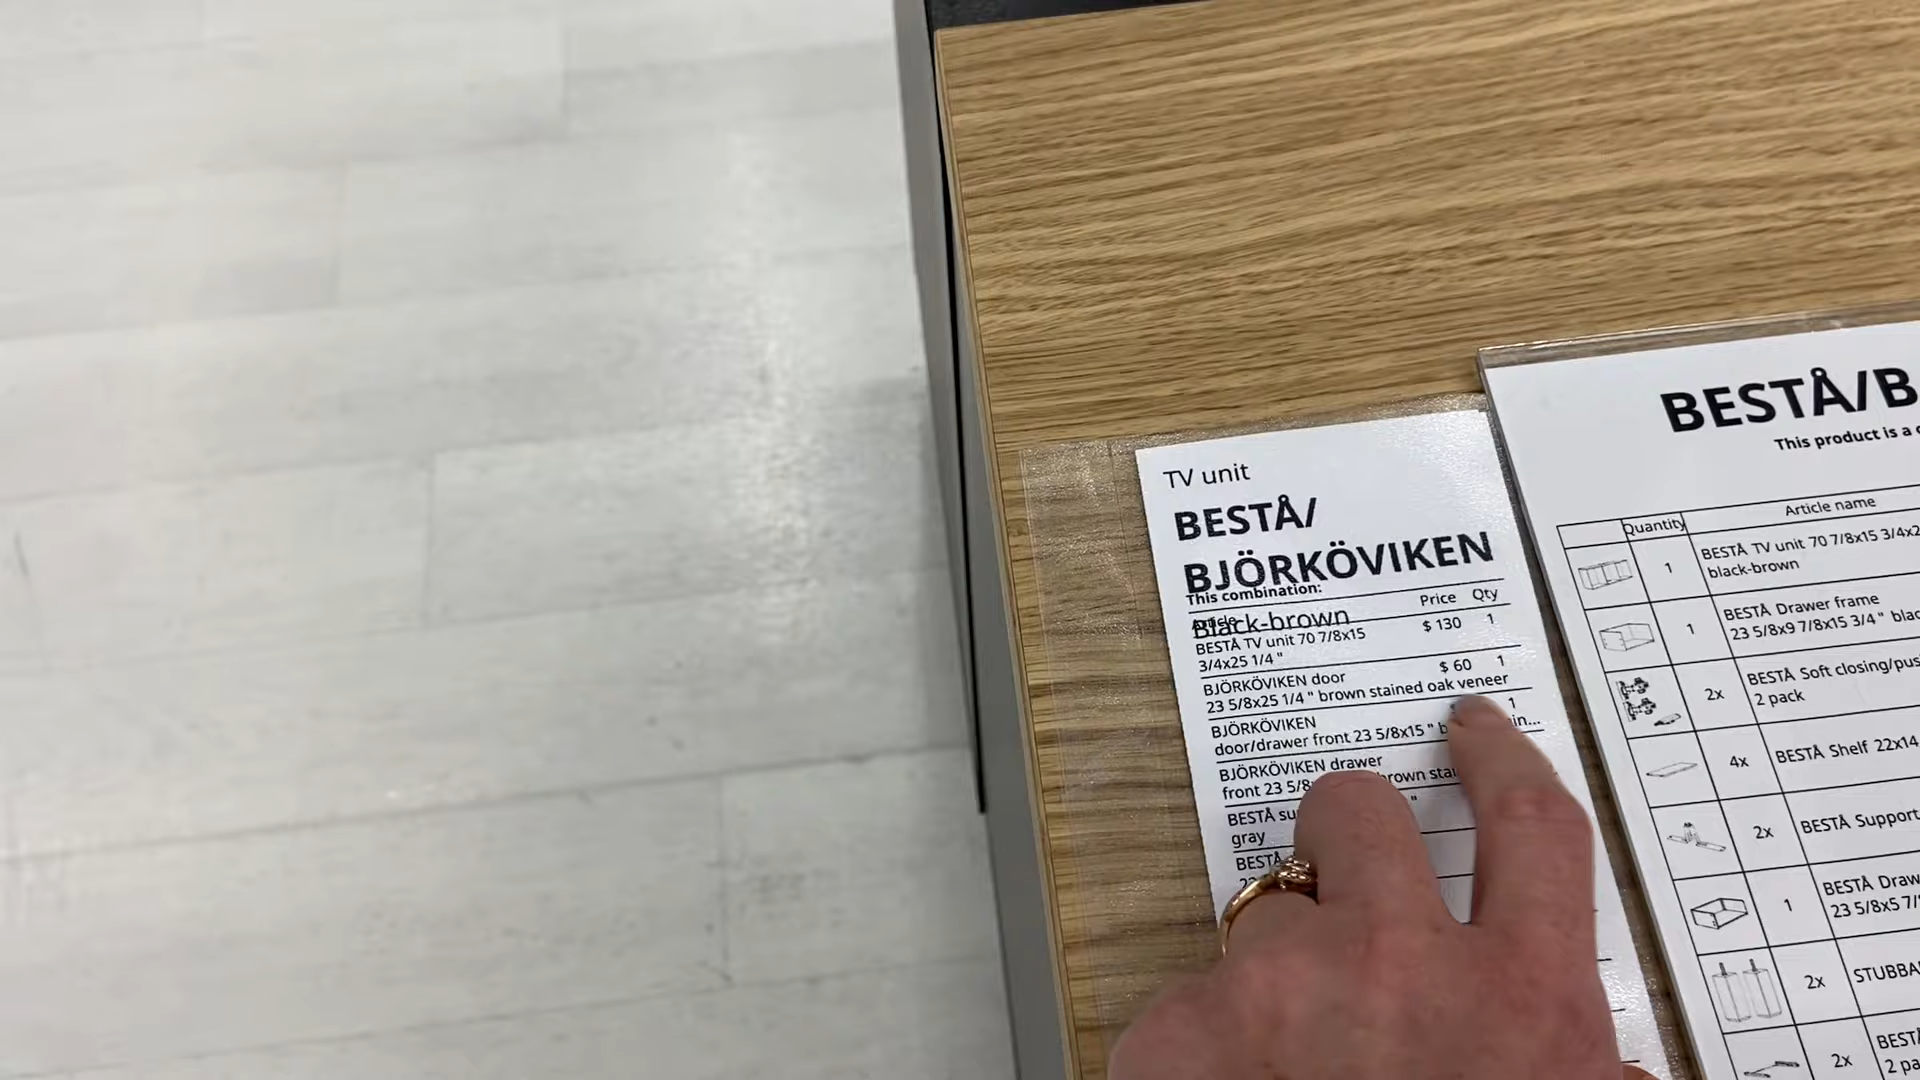 TV unit
BESTÅ/
BJÖRKÖVIKEN
This combination:
Black-brown
Article Price Qty
BESTÅ TV unit 70 7/8x15 $ 130 1
3/4x25 1/4 "
BJÖRKÖVIKEN door $ 60 1
23 5/8x25 1/4 " brown stained oak veneer
BJÖRKÖVIKEN 1
door/drawer front 23 5/8x15 "
BJÖRKÖVIKEN drawer
front 23 5/8 brown
BESTÅ
gray
BESTÅ
BESTÅ/B
This product is a
Quantity Article name
1 BESTÅ TV unit 70 7/8x15 3/4x2
black-brown
1 BESTÅ Drawer frame
23 5/8x9 7/8x15 3/4 " blac
2x BESTÅ Soft closing/pus
2 pack
4x BESTÅ Shelf 22x14
2x BESTÅ Support
1 BESTÅ Draw
23 5/8x5 7/
2x STUBBA
2x BESTÅ
2 pa